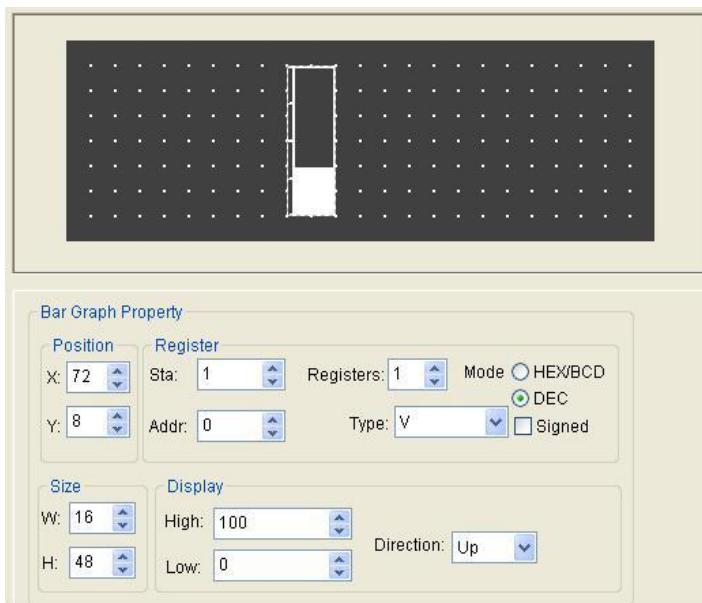 Bar Graph Property
Position
X: 72
Y: 8
Register
Sta: 1
Registers: 1
Mode HEX/BCD
DEC
Addr: 0
Type: V
Signed
Size
W: 16
H: 48
Display
High: 100
Low: 0
Direction: Up